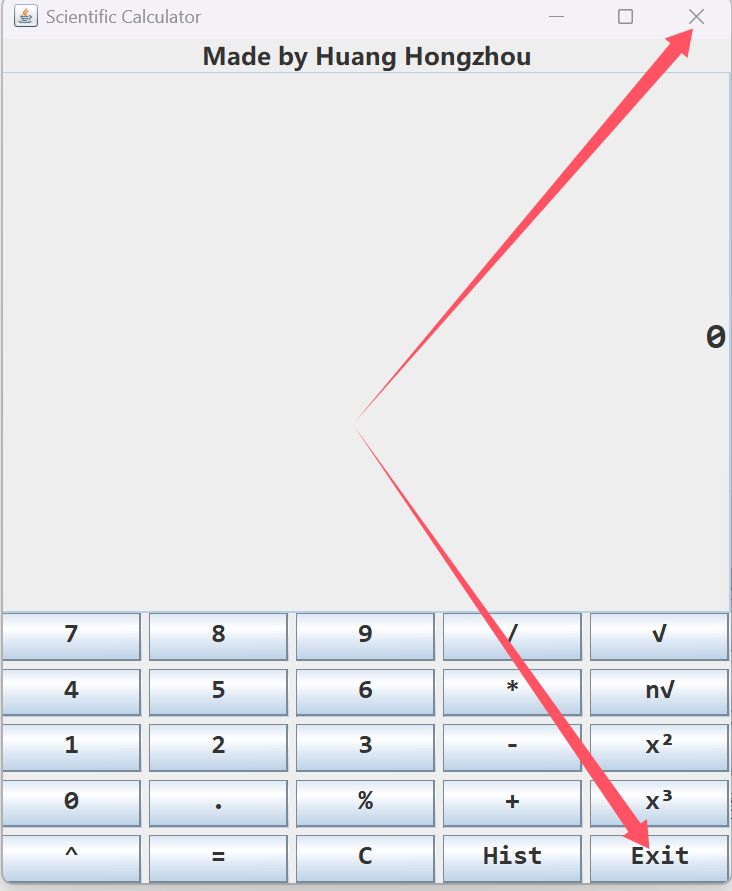 Scientific Calculator
Made by Huang Hongzhou
0
7 8 9 / √
4 5 6 * n√
1 2 3 - x²
0 . % + x³
^ = C Hist Exit